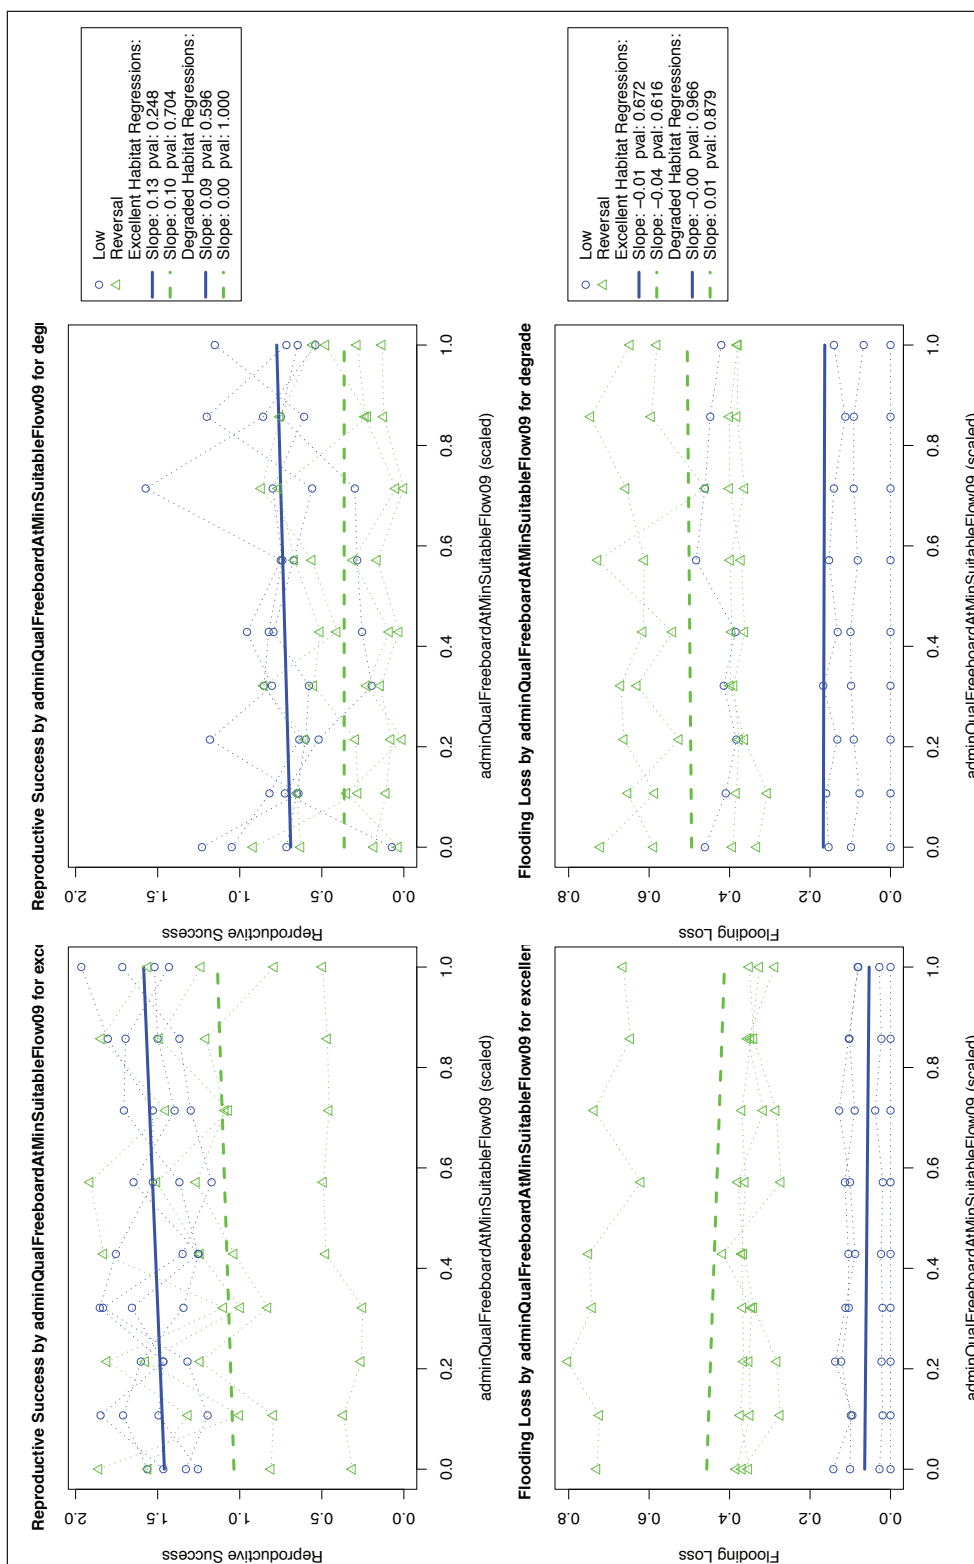 Reproductive Success by adminQualFreeboardAtMinSuitableFlow09 for exc
Reproductive Success
2.0
1.5
1.0
0.5
0.0
0.0
0.2
0.4
0.6
0.8
1.0
adminQualFreeboardAtMinSuitableFlow09 (scaled)
Reproductive Success by adminQualFreeboardAtMinSuitableFlow09 for degr
Reproductive Success
2.0
1.5
1.0
0.5
0.0
0.0
0.2
0.4
0.6
0.8
1.0
adminQualFreeboardAtMinSuitableFlow09 (scaled)
Low
Reversal
Excellent Habitat Regressions:
Slope: 0.13 pval: 0.248
Slope: 0.10 pval: 0.704
Degraded Habitat Regressions:
Slope: 0.09 pval: 0.596
Slope: 0.00 pval: 1.000
Flooding Loss by adminQualFreeboardAtMinSuitableFlow09 for excellen
Flooding Loss
0.8
0.6
0.4
0.2
0.0
0.0
0.2
0.4
0.6
0.8
1.0
adminQualFreeboardAtMinSuitableFlow09 (scaled)
Flooding Loss by adminQualFreeboardAtMinSuitableFlow09 for degrade
Flooding Loss
0.8
0.6
0.4
0.2
0.0
0.0
0.2
0.4
0.6
0.8
1.0
adminQualFreeboardAtMinSuitableFlow09 (scaled)
Low
Reversal
Excellent Habitat Regressions:
Slope: −0.01 pval: 0.672
Slope: −0.04 pval: 0.616
Degraded Habitat Regressions:
Slope: −0.00 pval: 0.966
Slope: 0.01 pval: 0.879